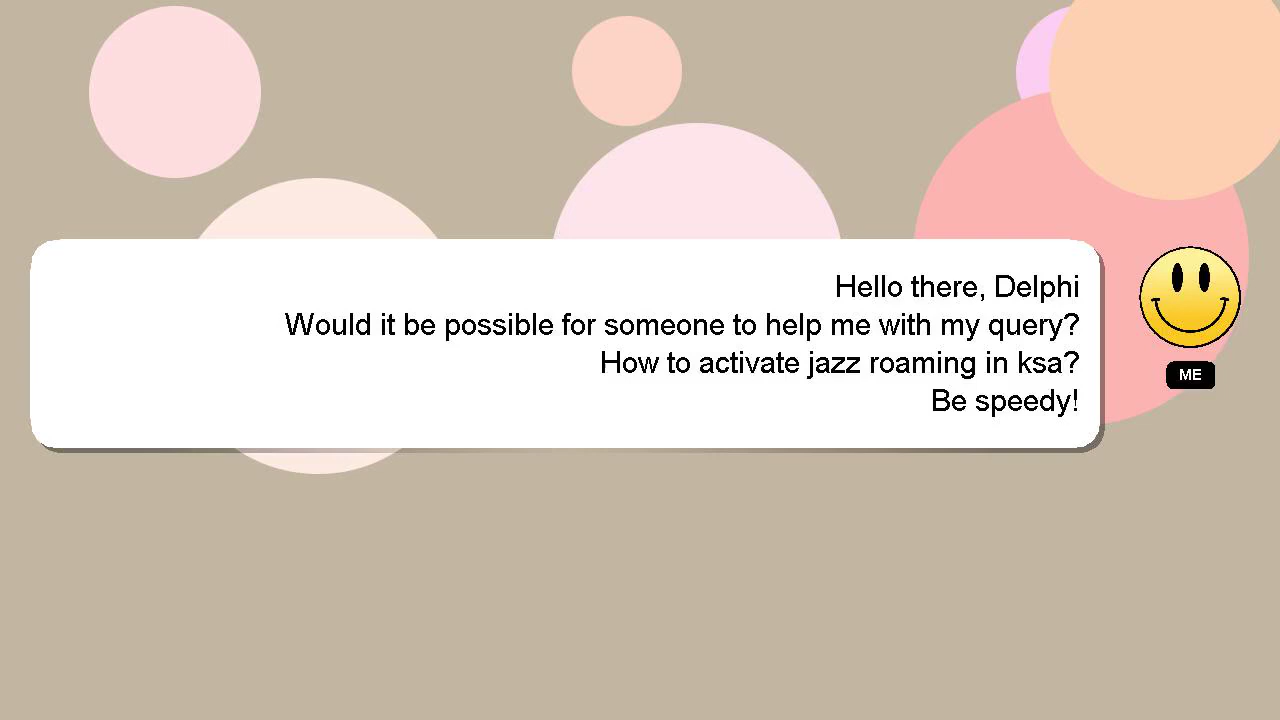 Hello there, Delphi
Would it be possible for someone to help me with my query?
How to activate jazz roaming in ksa?
Be speedy!
ME